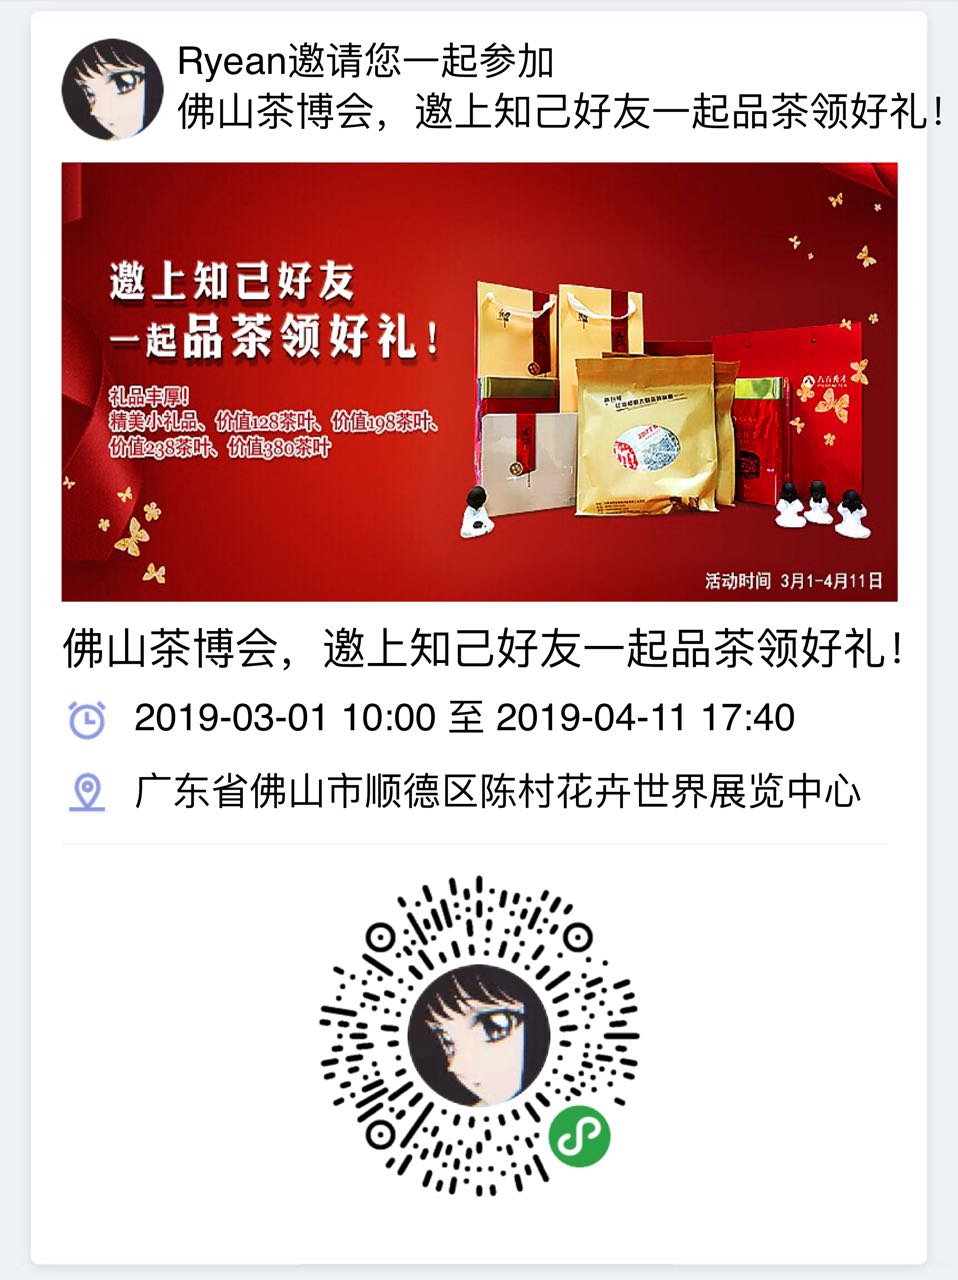 Ryean邀请您一起参加
佛山茶博会，邀上知己好友一起品茶领好礼！
邀上知己好友
一起品茶领好礼！
礼品丰厚！
精美小礼品、价值128茶叶、价值198茶叶、
价值238茶叶、价值380茶叶
八百秀才
活动时间 3月1-4月11日
佛山茶博会，邀上知己好友一起品茶领好礼！
2019-03-01 10:00 至 2019-04-11 17:40
广东省佛山市顺德区陈村花卉世界展览中心